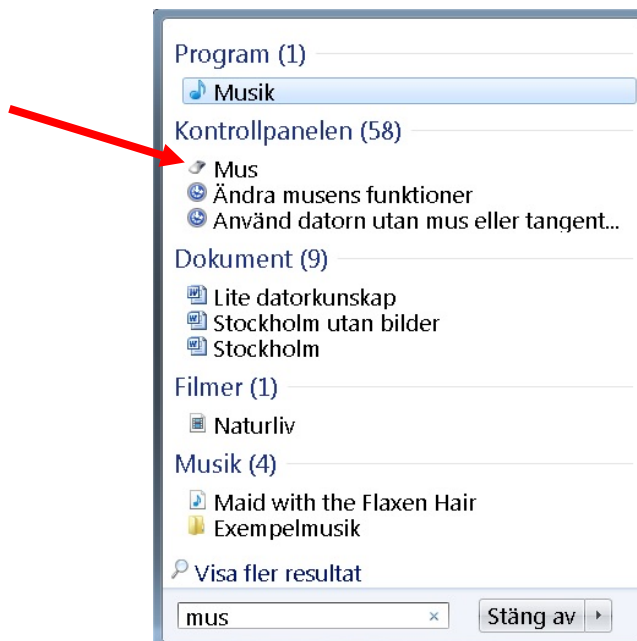 Program (1)
Musik
Kontrollpanelen (58)
Mus
Ändra musens funktioner
Använd datorn utan mus eller tangent...
Dokument (9)
Lite datorkunskap
Stockholm utan bilder
Stockholm
Filmer (1)
Naturliv
Musik (4)
Maid with the Flaxen Hair
Exempelmusik
Visa fler resultat
mus × Stäng av